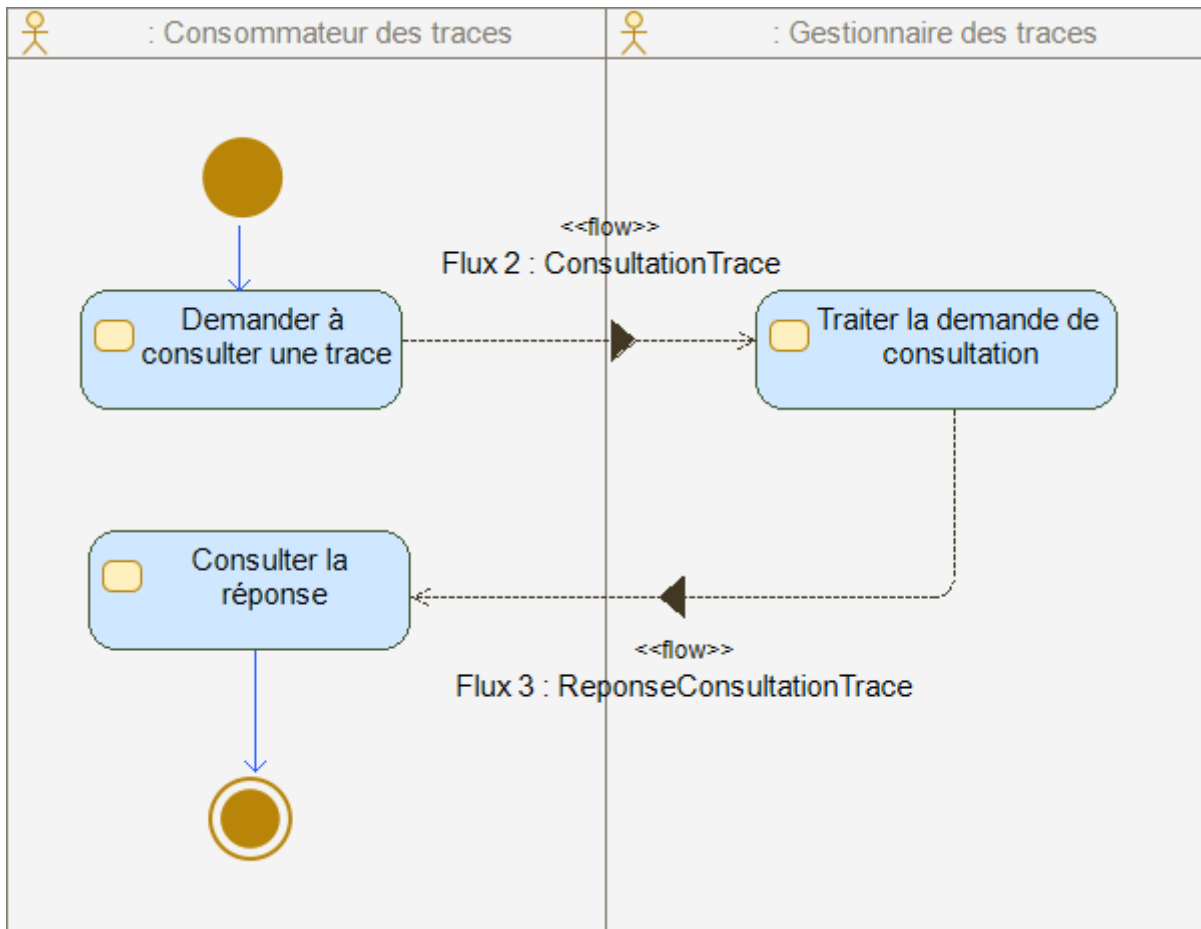 : Consommateur des traces
: Gestionnaire des traces
<<flow>>
Flux 2 : ConsultationTrace
Demander à
consulter une trace
Traiter la demande de
consultation
Consulter la
réponse
<<flow>>
Flux 3 : ReponseConsultationTrace